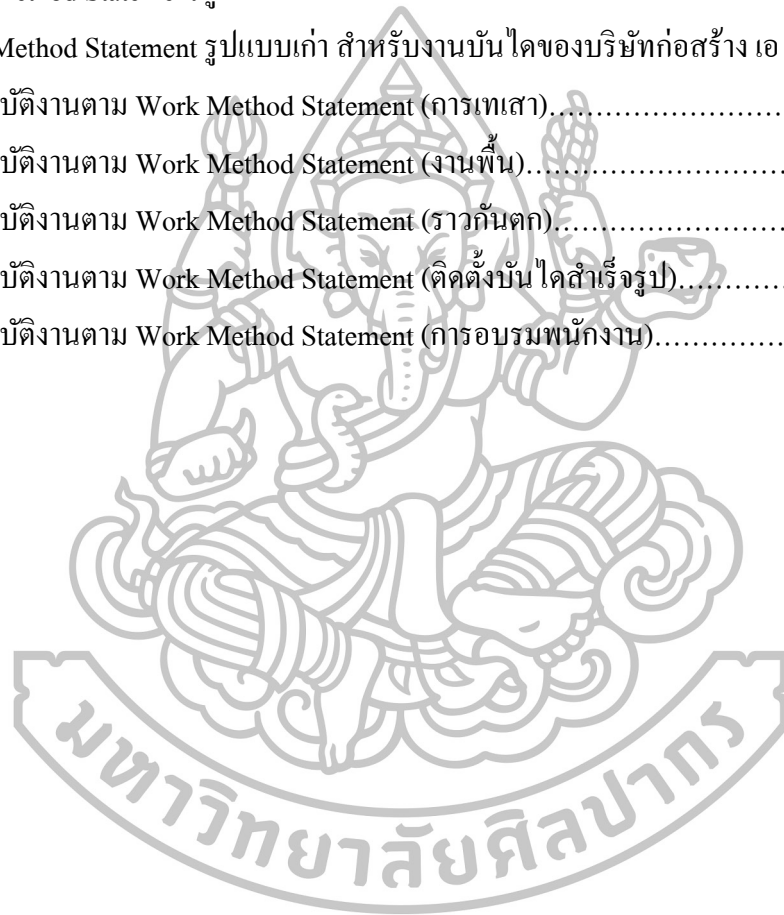 Method Statement รูปแบบเก่า สำหรับงานบันไดของบริษัทก่อสร้าง เอ
บัติงานตาม Work Method Statement (การเทเสา)……………………
บัติงานตาม Work Method Statement (งานพื้น)………………………
บัติงานตาม Work Method Statement (ราวกันตก)……………………
บัติงานตาม Work Method Statement (ติดตั้งบันไดสำเร็จรูป)…………
บัติงานตาม Work Method Statement (การอบรมพนักงาน)……………
มหาวิทยาลัยศิลปากร